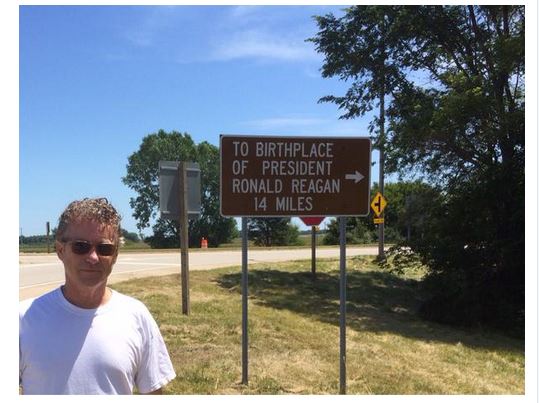 TO BIRTHPLACE
OF PRESIDENT
RONALD REAGAN
14 MILES